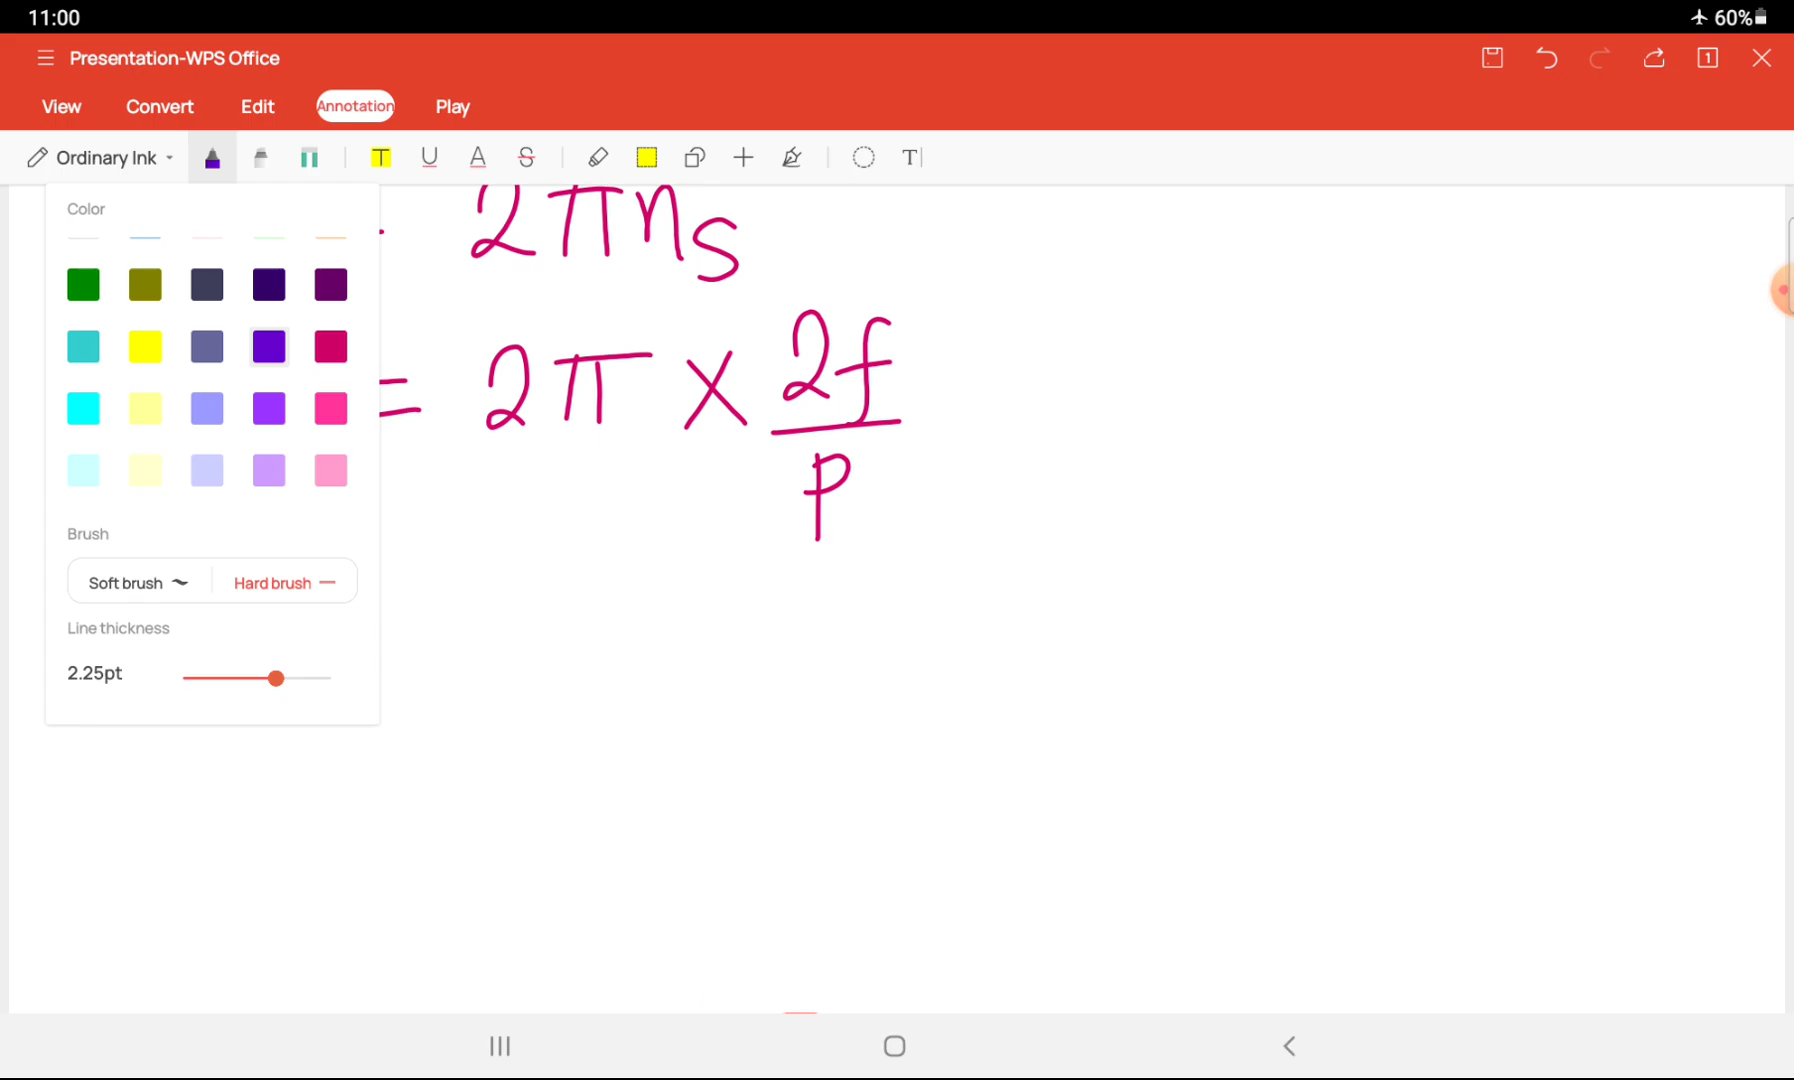 11:00
60%
Presentation-WPS Office
1
View Convert Edit Annotation Play
Ordinary Ink T U A S T
Color
2πns
= 2π × 2f
p
Brush
Soft brush Hard brush
Line thickness
2.25pt